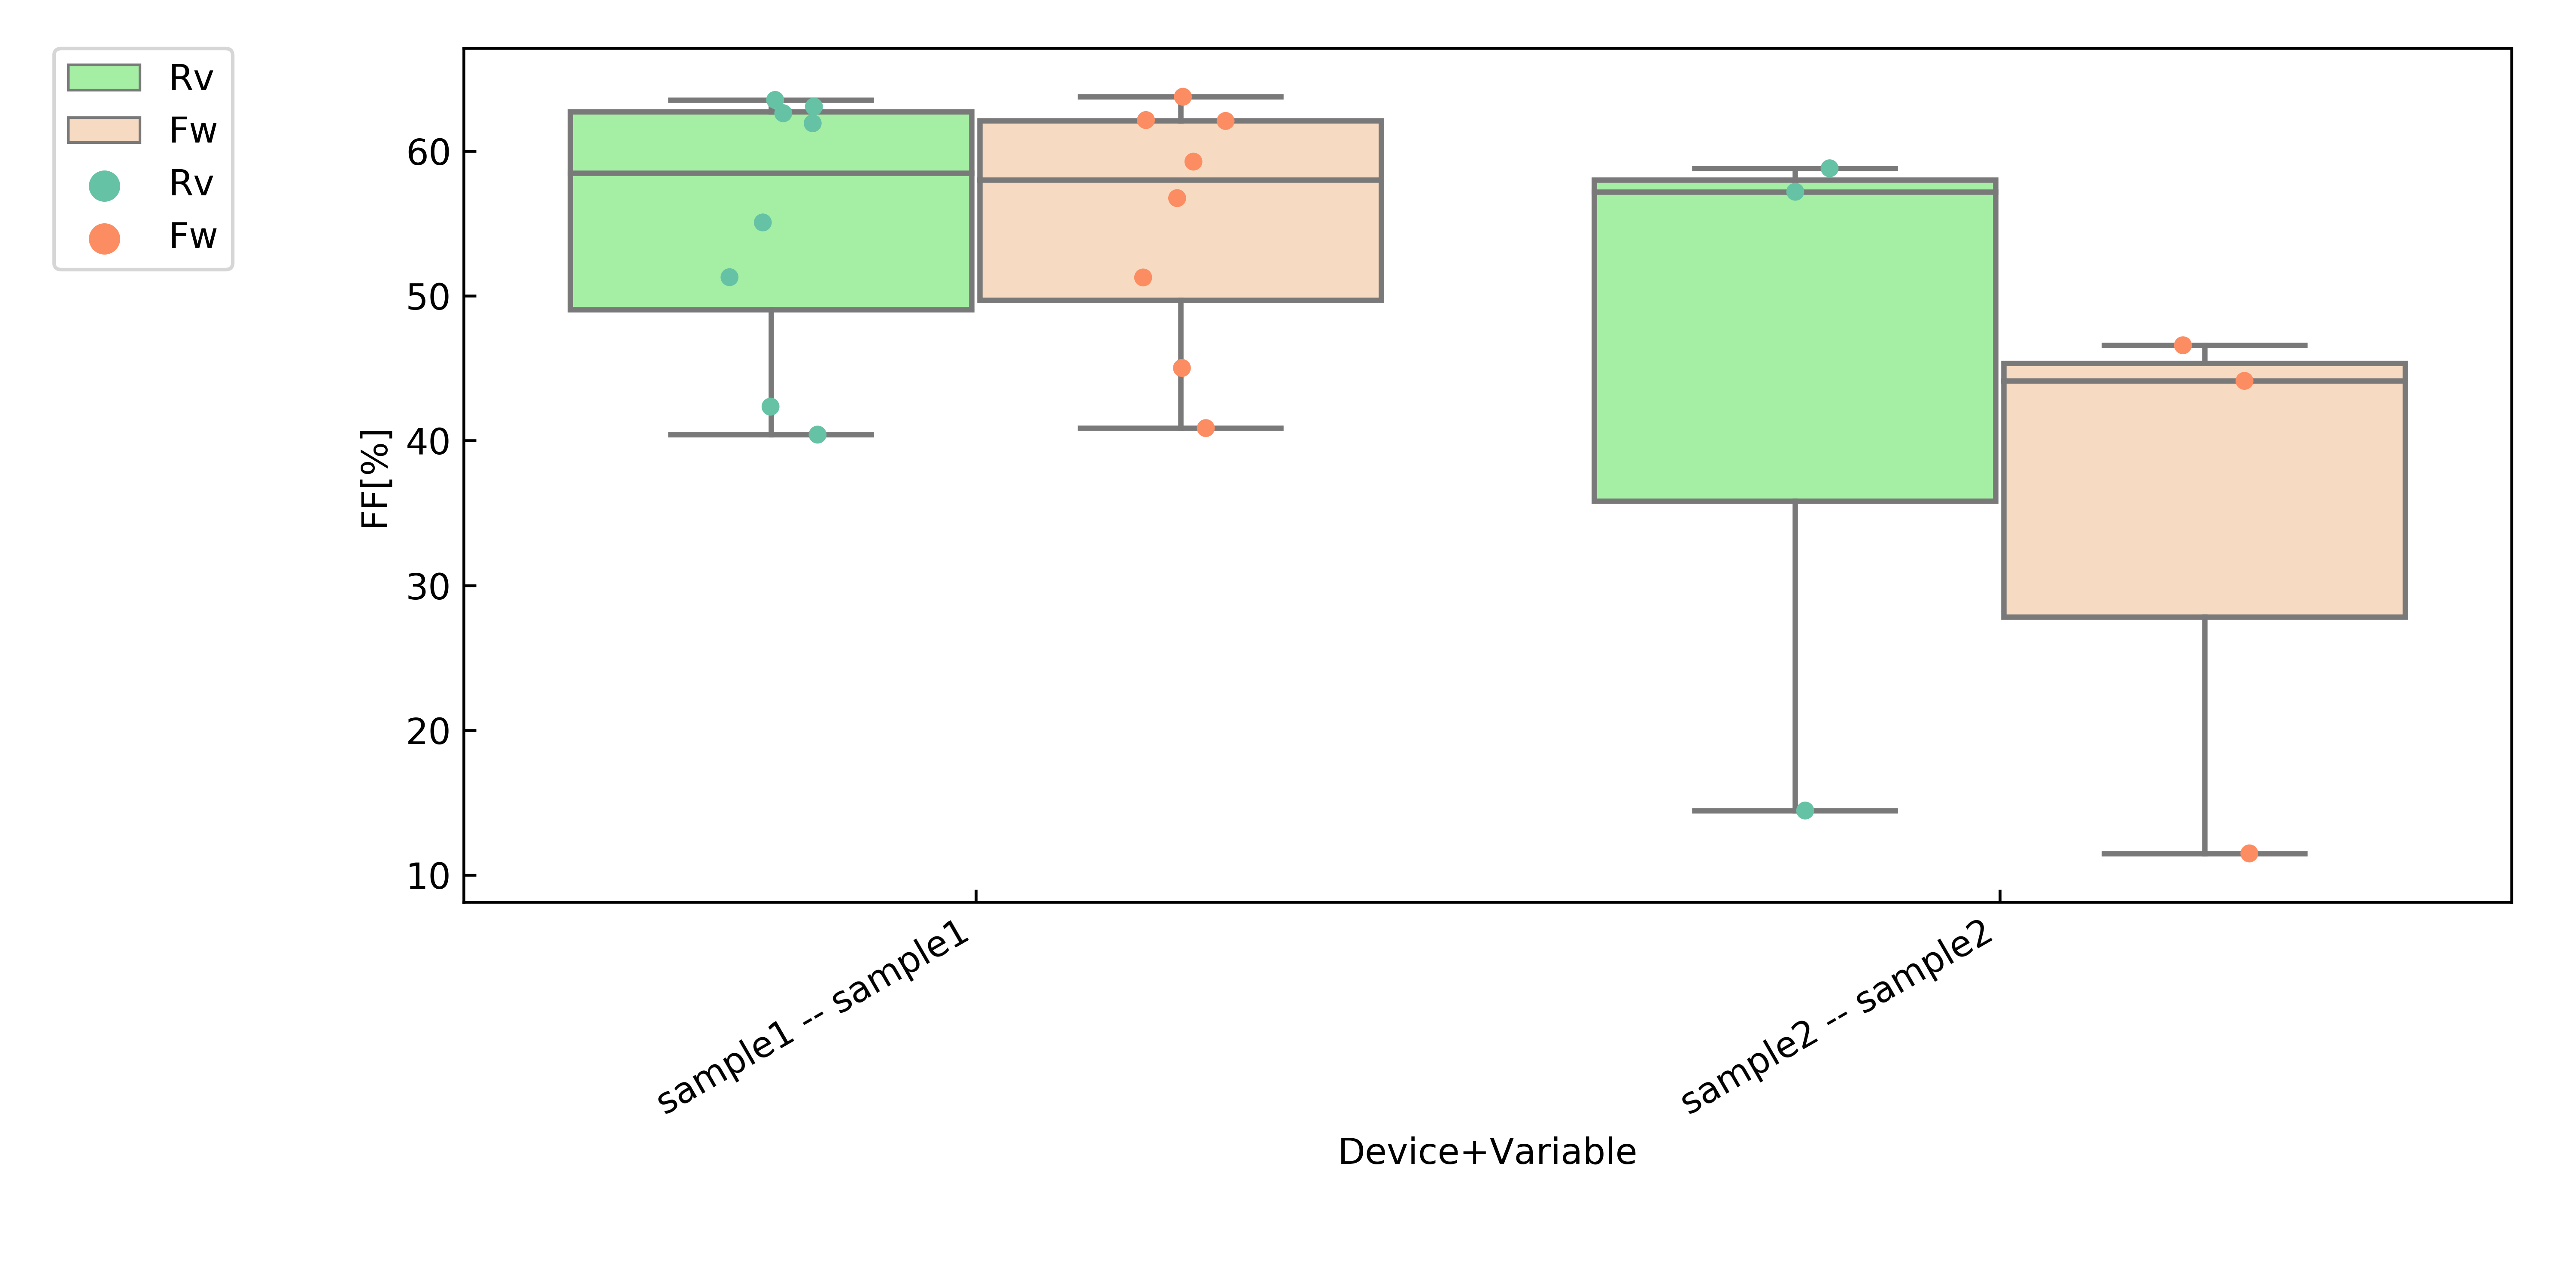 Rv
Fw
Rv
Fw
60
50
40
30
20
10
FF[%]
sample1 -- sample1
sample2 -- sample2
Device+Variable